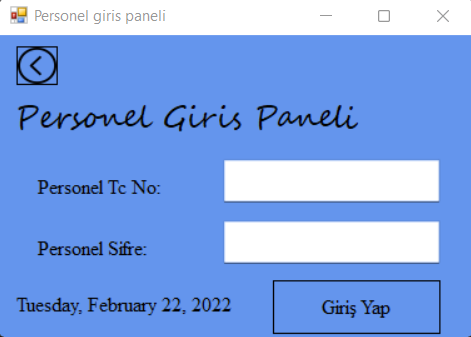 Personel giris paneli
Personel Giris Paneli
Personel Tc No:
Personel Sifre:
Tuesday, February 22, 2022
Giriş Yap